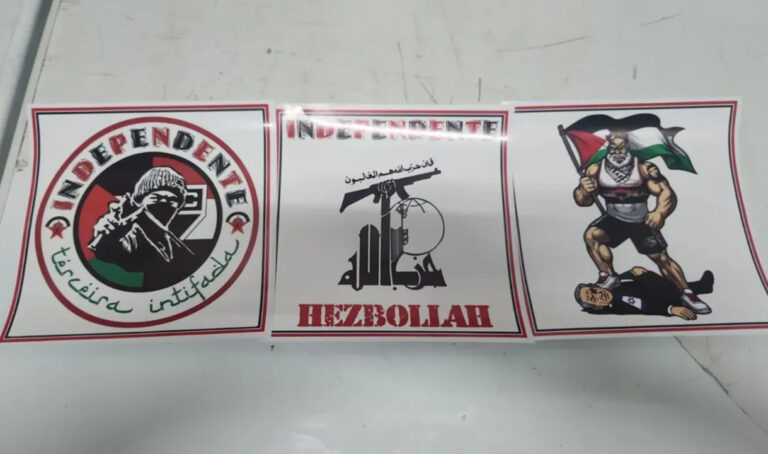 INDEPENDENTE
terceira intifada
INDEPENDENTE
فإن حزب الله هم الغالبون
حزب الله
HEZBOLLAH